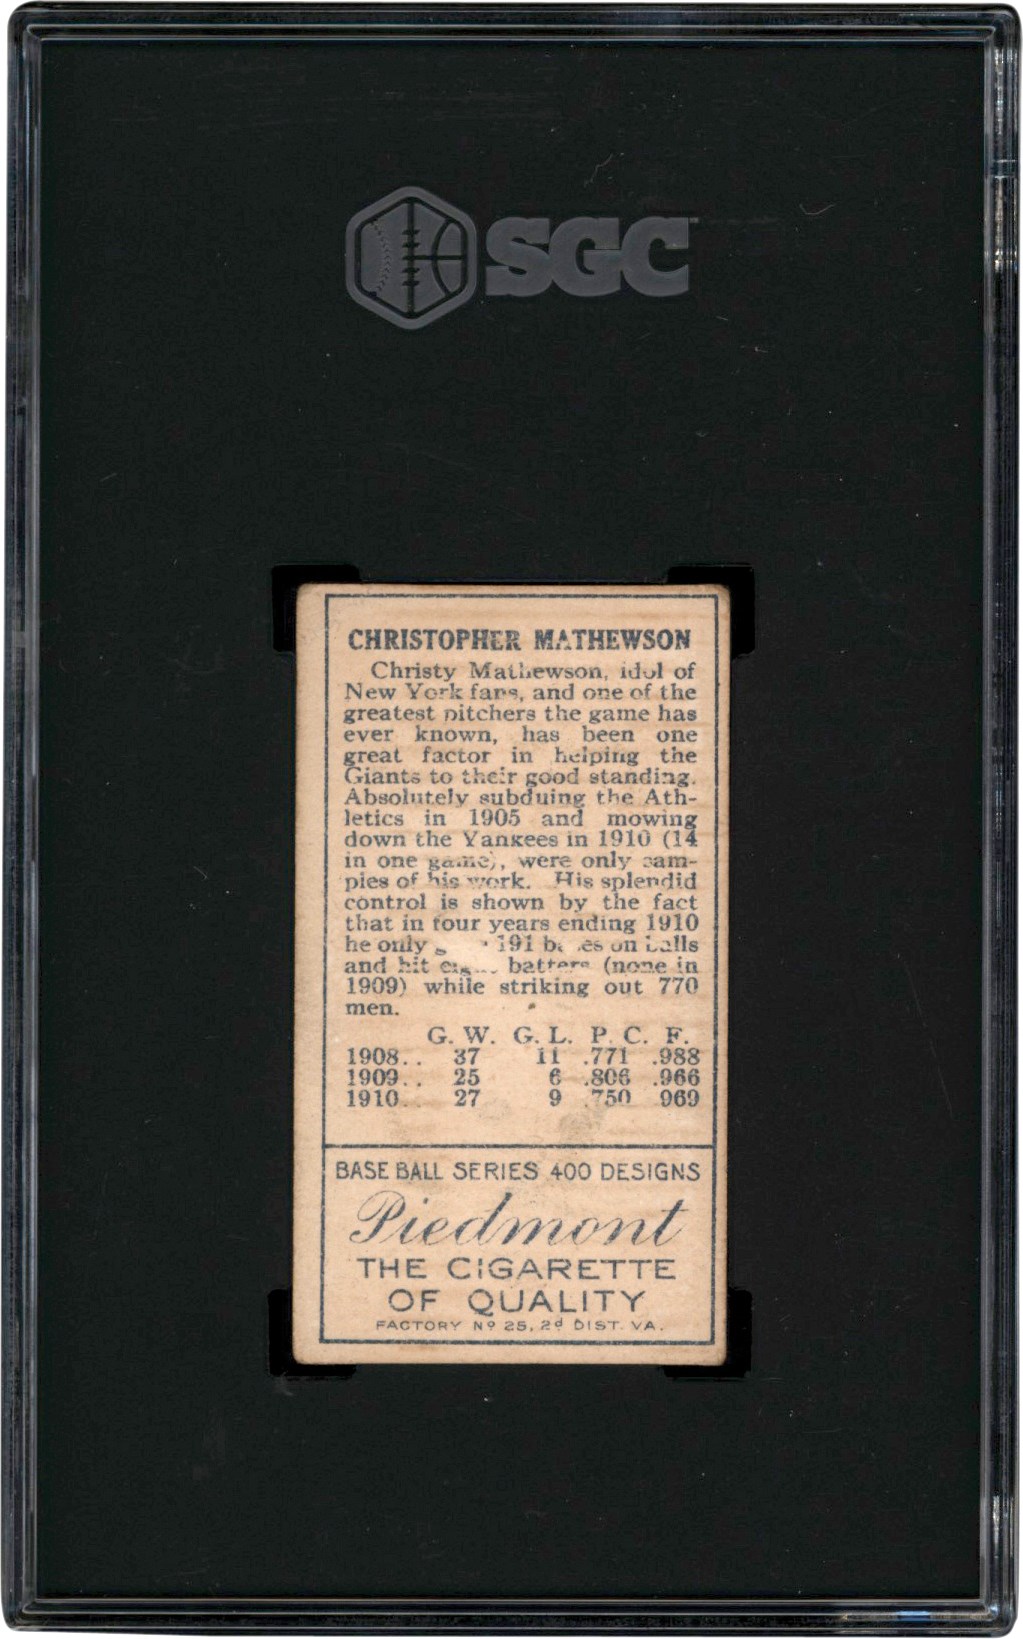 SGC
CHRISTOPHER MATHEWSON
Christy Mathewson, idol of
New York fans, and one of the
greatest pitchers the game has
ever known, has been one
great factor in helping the
Giants to their good standing.
Absolutely subduing the Ath-
letics in 1905 and mowing
down the Yankees in 1910 (14
in one game), were only sam-
ples of his work. His splendid
control is shown by the fact
that in four years ending 1910
he only 191 bases on balls
and hit batters (none in
1909) while striking out 770
men.
G. W. G. L. P. C. F.
1908.. 37 11 .771 .988
1909.. 25 6 .806 .966
1910.. 27 9 .750 969
BASE BALL SERIES 400 DESIGNS
Piedmont
THE CIGARETTE
OF QUALITY
FACTORY Nº 25, 2d DIST. VA.